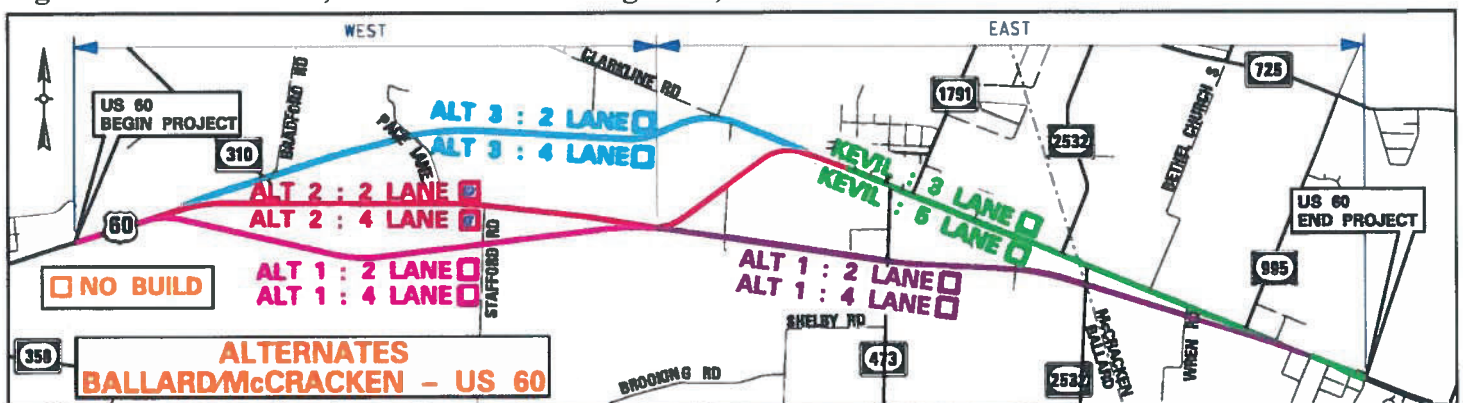 WEST
EAST
US 60
BEGIN PROJECT
310
BRADFORD RD
PACE LANE
CLARKLINE RD
ALT 3 : 2 LANE
ALT 3 : 4 LANE
1791
2532
BETHEL CHURCH
725
60
ALT 2 : 2 LANE
ALT 2 : 4 LANE
KEVIL : 3 LANE
KEVIL : 5 LANE
US 60
END PROJECT
NO BUILD
ALT 1 : 2 LANE
ALT 1 : 4 LANE
STAFFORD RD
ALT 1 : 2 LANE
ALT 1 : 4 LANE
995
358
ALTERNATES
BALLARD/McCRACKEN - US 60
SHELBY RD
BROOKING RD
473
2532
McCRACKEN
BALLARD
WREN RD